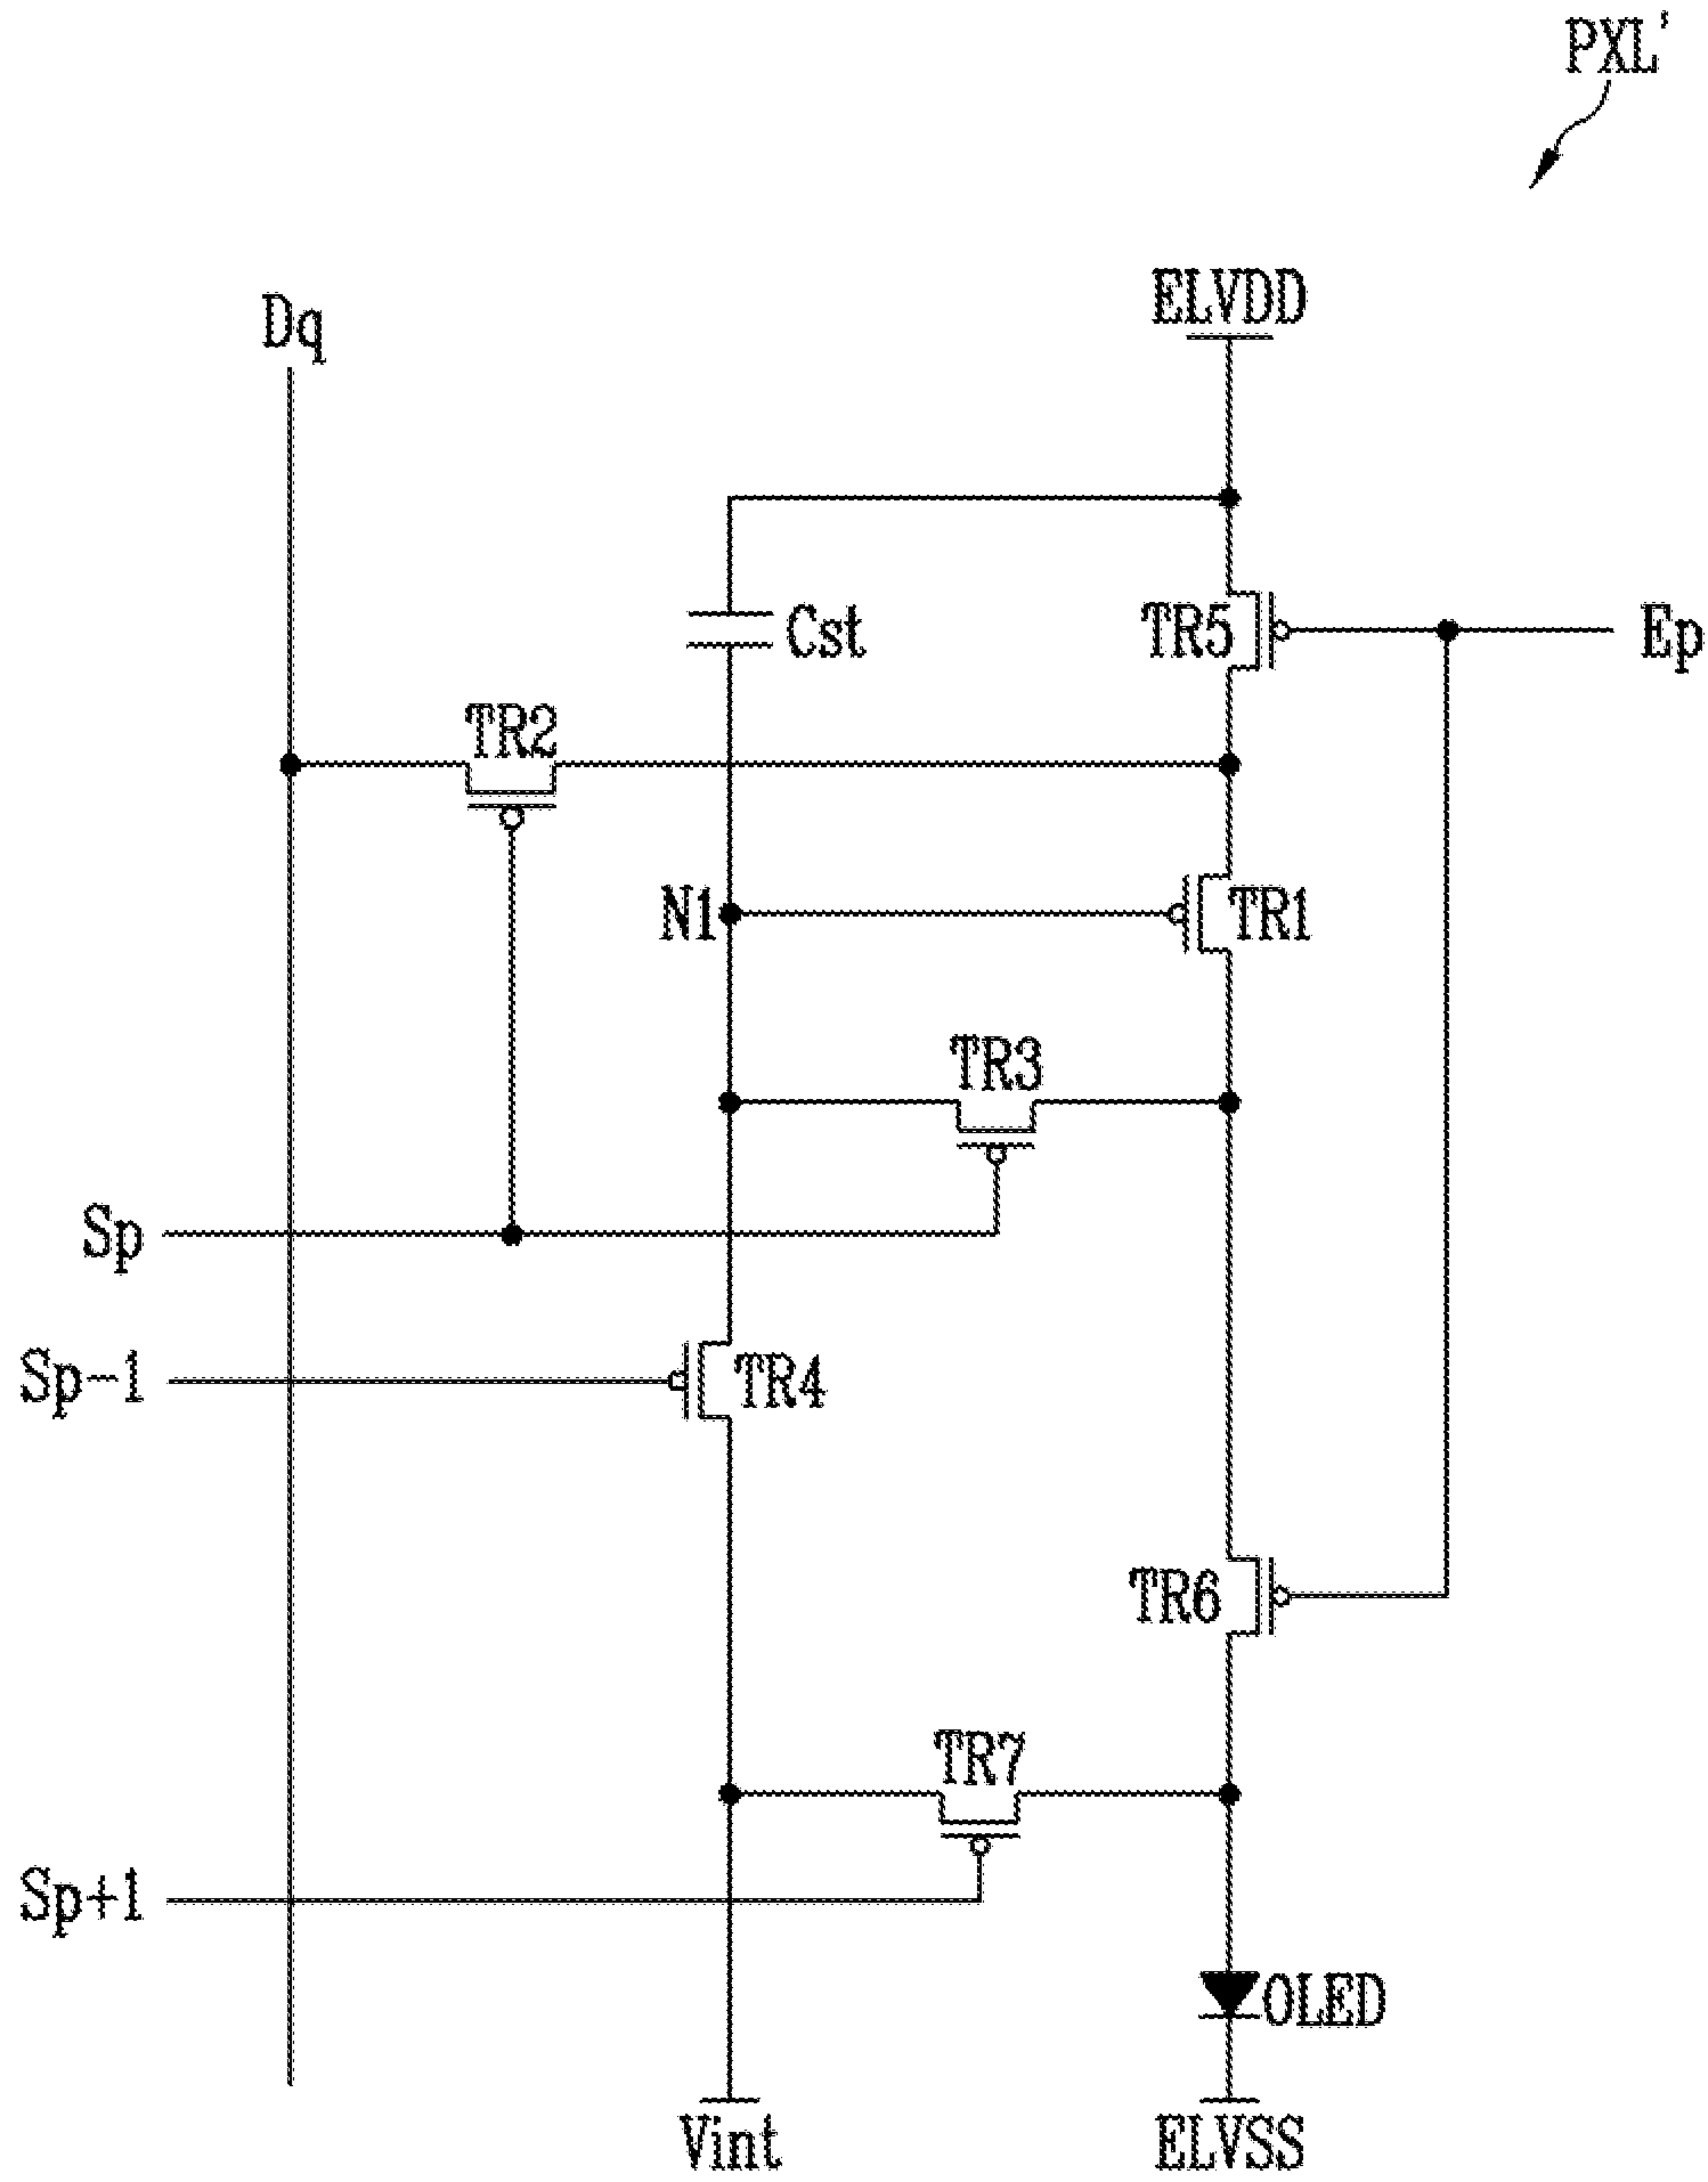 PXL'
ELVDD
Dq
Cst
TR5
Ep
TR2
N1
TR1
TR3
Sp
Sp-1
TR4
TR6
TR7
Sp+1
OLED
Vint
ELVSS